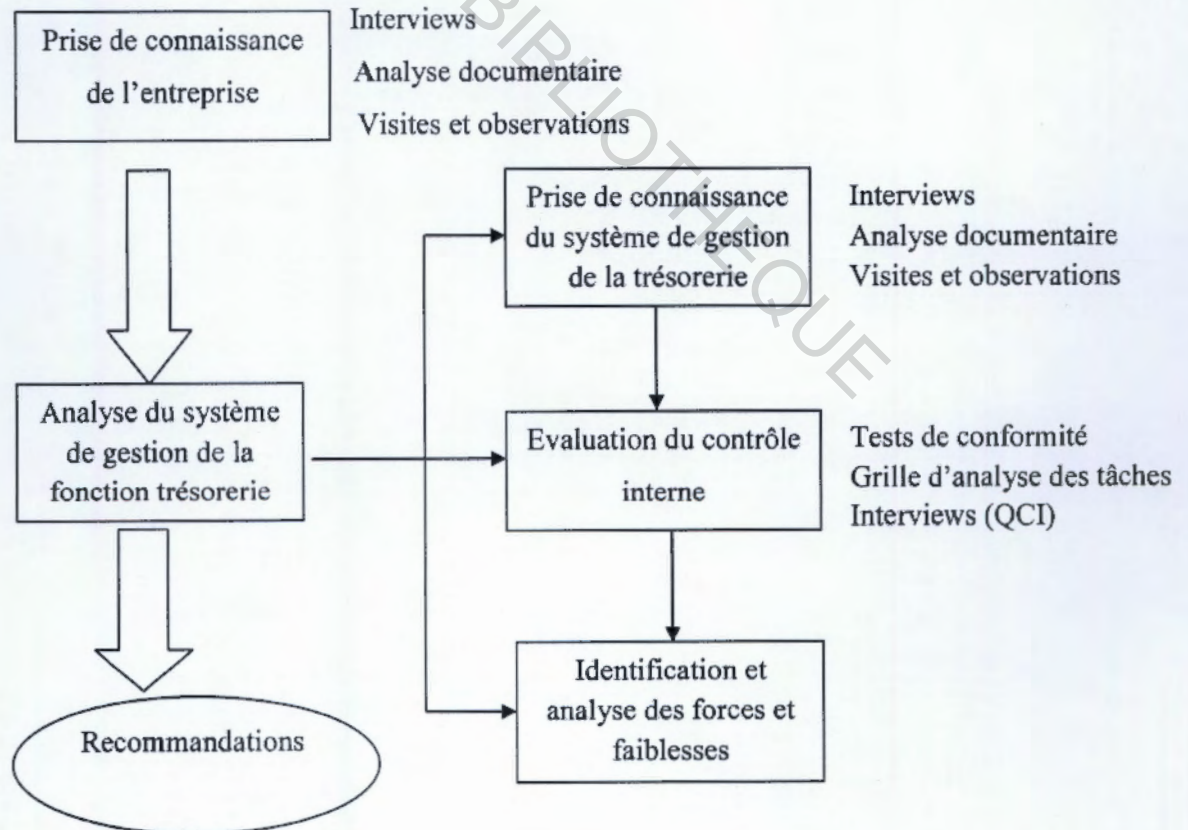 Prise de connaissance
de l'entreprise
Interviews
Analyse documentaire
Visites et observations
BIBLIOTHEQUE
Prise de connaissance
du système de gestion
de la trésorerie
Interviews
Analyse documentaire
Visites et observations
Analyse du système
de gestion de la
fonction trésorerie
Evaluation du contrôle
interne
Tests de conformité
Grille d'analyse des tâches
Interviews (QCI)
Identification et
analyse des forces et
faiblesses
Recommandations